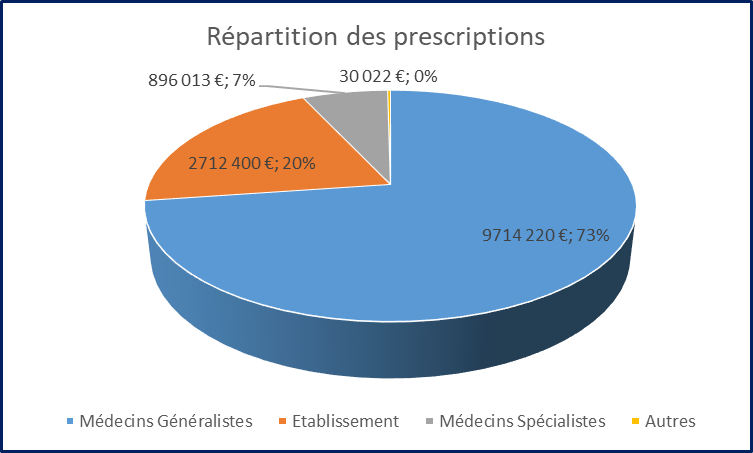 Répartition des prescriptions
896 013 €; 7%
30 022 €; 0%
2712 400 €; 20%
9714 220 €; 73%
Médecins Généralistes
Etablissement
Médecins Spécialistes
Autres